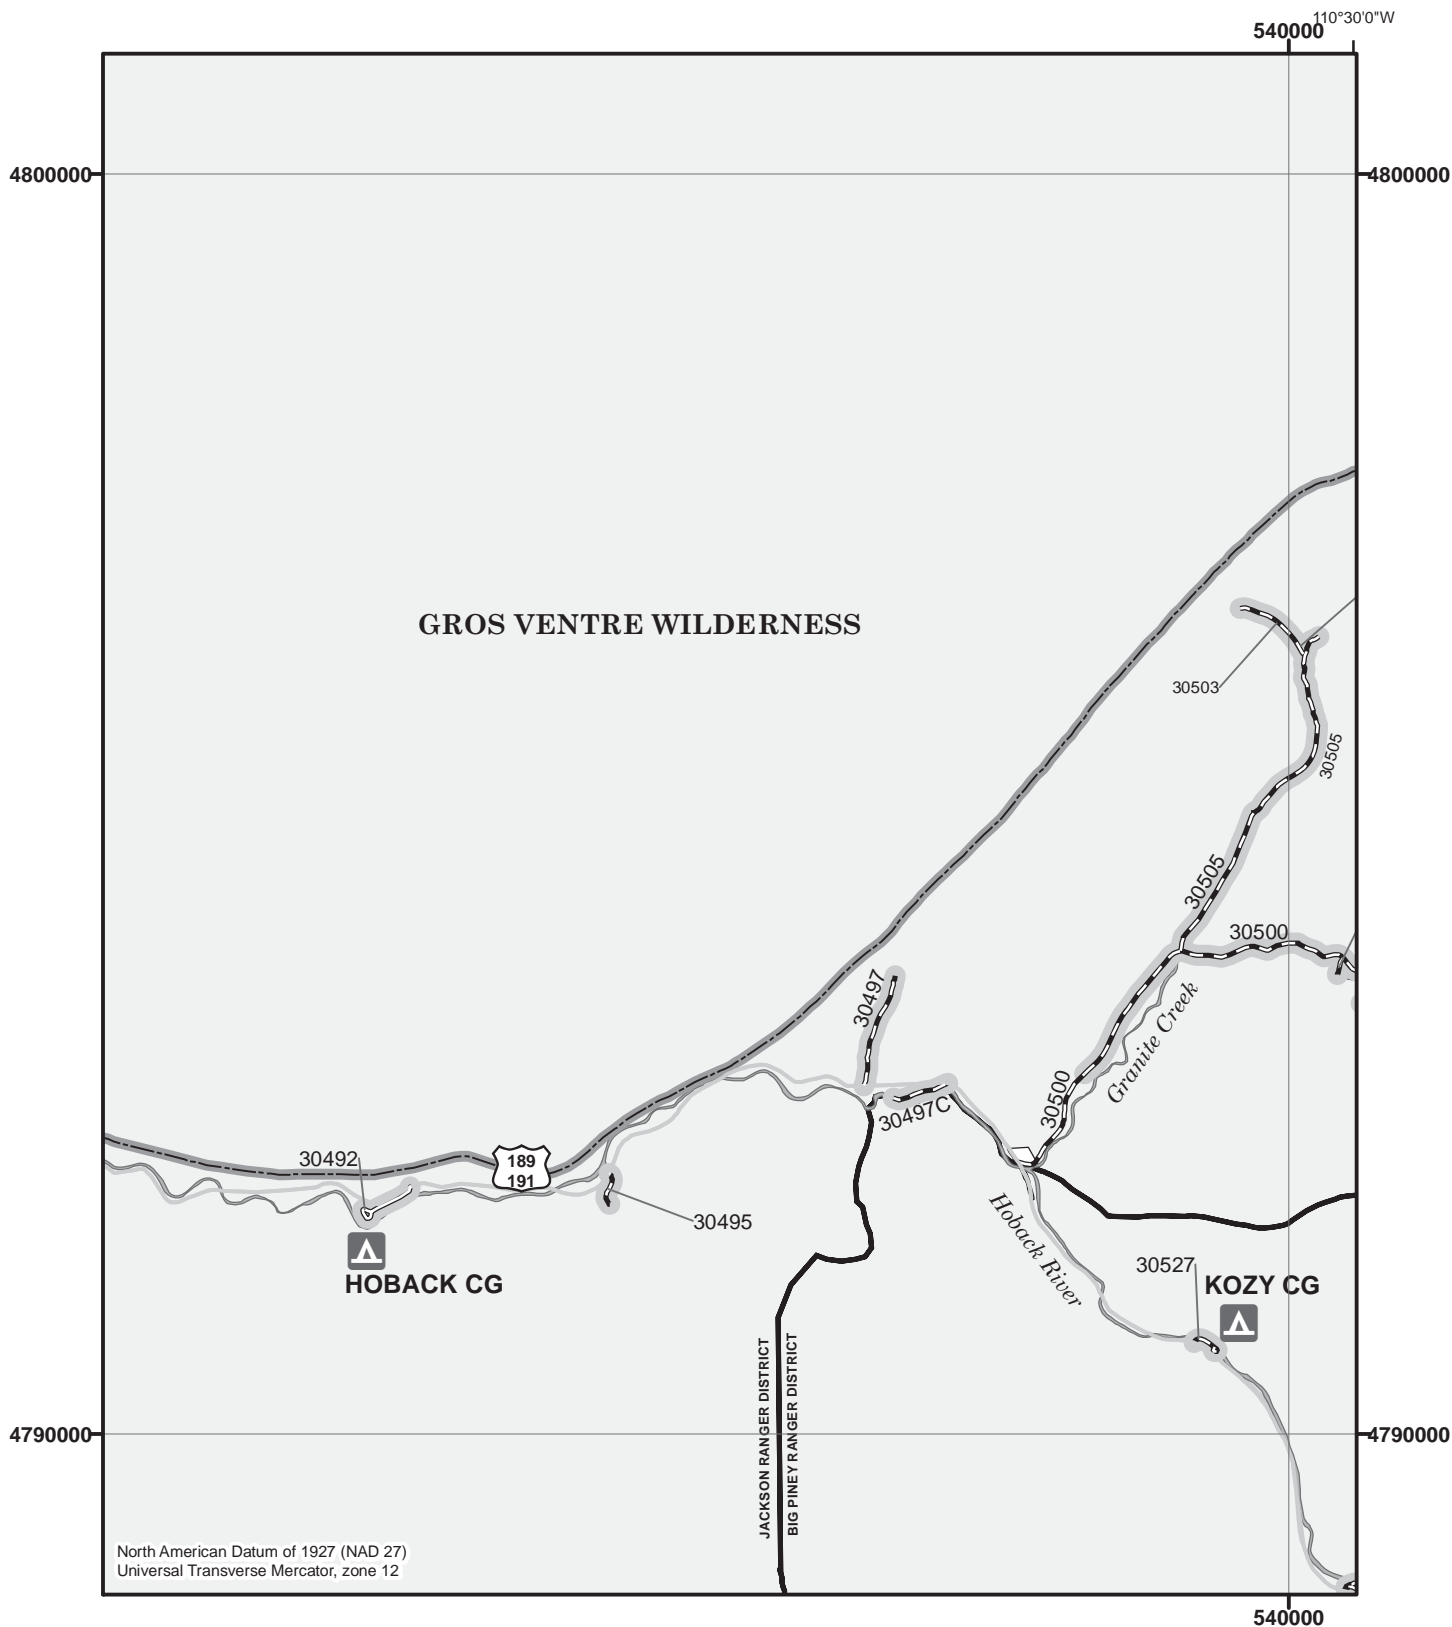 110°30'0"W
540000
4800000
4800000
GROS VENTRE WILDERNESS
30503
30505
30505
30500
30497
Granite Creek
30500
30497C
30492
189
191
30495
Hoback River
30527
HOBACK CG
KOZY CG
JACKSON RANGER DISTRICT
BIG PINEY RANGER DISTRICT
4790000
4790000
North American Datum of 1927 (NAD 27)
Universal Transverse Mercator, zone 12
540000